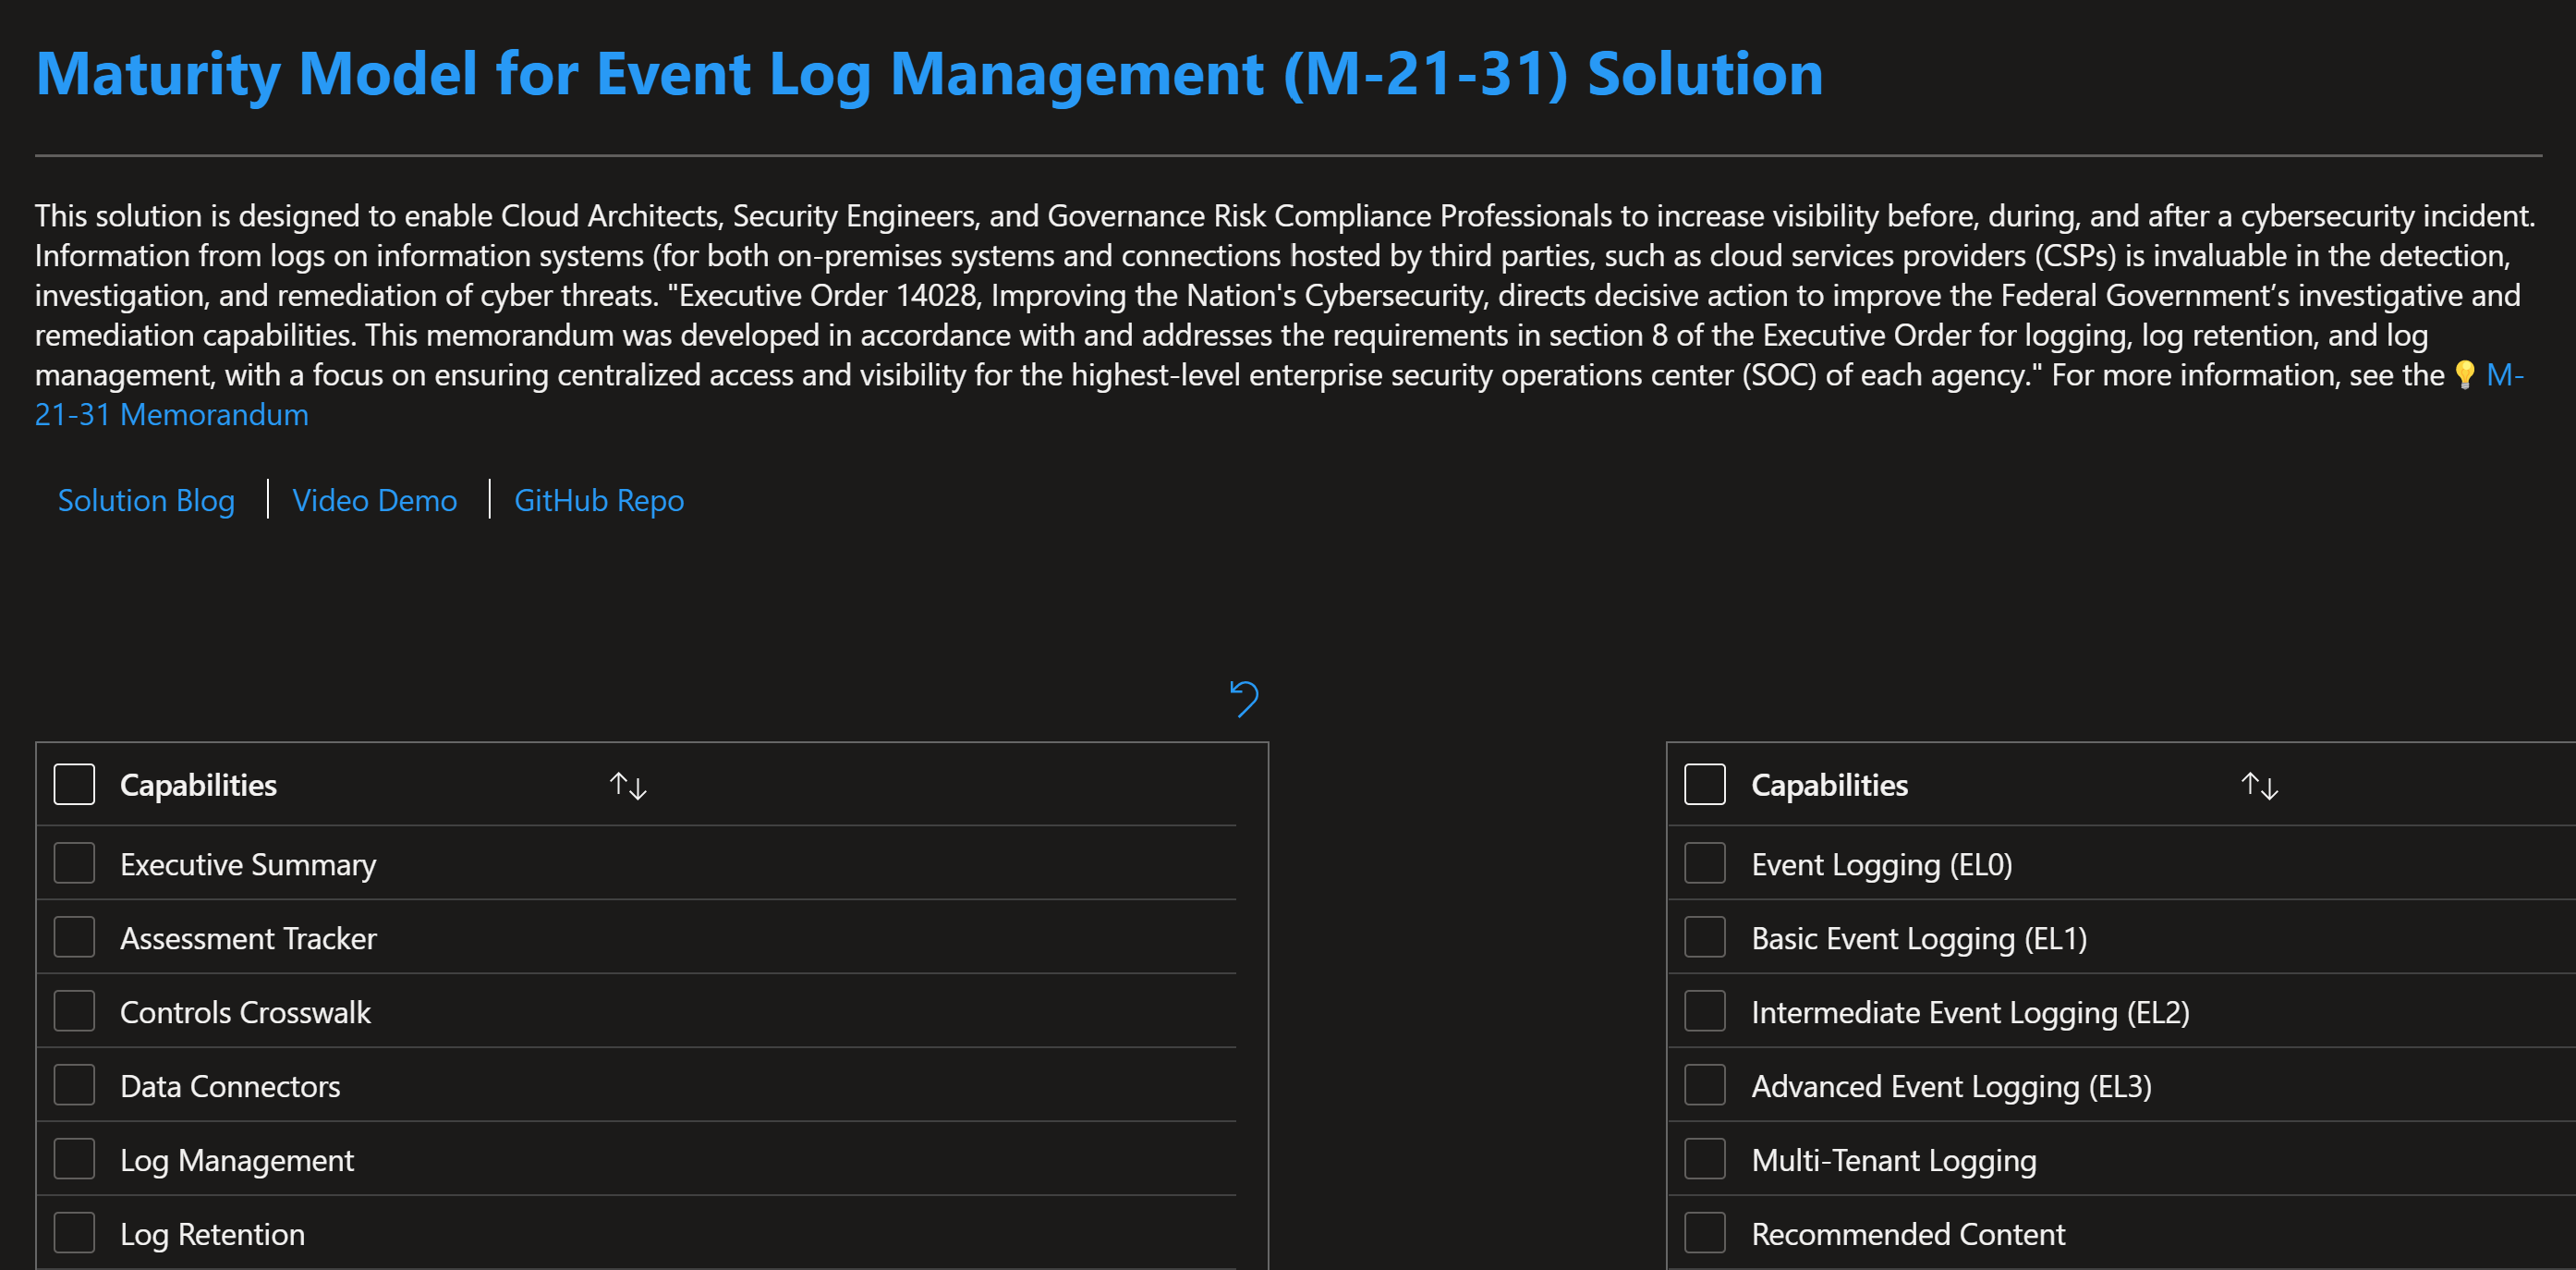 Maturity Model for Event Log Management (M-21-31) Solution
This solution is designed to enable Cloud Architects, Security Engineers, and Governance Risk Compliance Professionals to increase visibility before, during, and after a cybersecurity incident.
Information from logs on information systems (for both on-premises systems and connections hosted by third parties, such as cloud services providers (CSPs) is invaluable in the detection,
investigation, and remediation of cyber threats. "Executive Order 14028, Improving the Nation's Cybersecurity, directs decisive action to improve the Federal Government’s investigative and
remediation capabilities. This memorandum was developed in accordance with and addresses the requirements in section 8 of the Executive Order for logging, log retention, and log
management, with a focus on ensuring centralized access and visibility for the highest-level enterprise security operations center (SOC) of each agency." For more information, see the 💡 M-
21-31 Memorandum
Solution Blog | Video Demo | GitHub Repo
Capabilities
Executive Summary
Assessment Tracker
Controls Crosswalk
Data Connectors
Log Management
Log Retention
Capabilities
Event Logging (EL0)
Basic Event Logging (EL1)
Intermediate Event Logging (EL2)
Advanced Event Logging (EL3)
Multi-Tenant Logging
Recommended Content